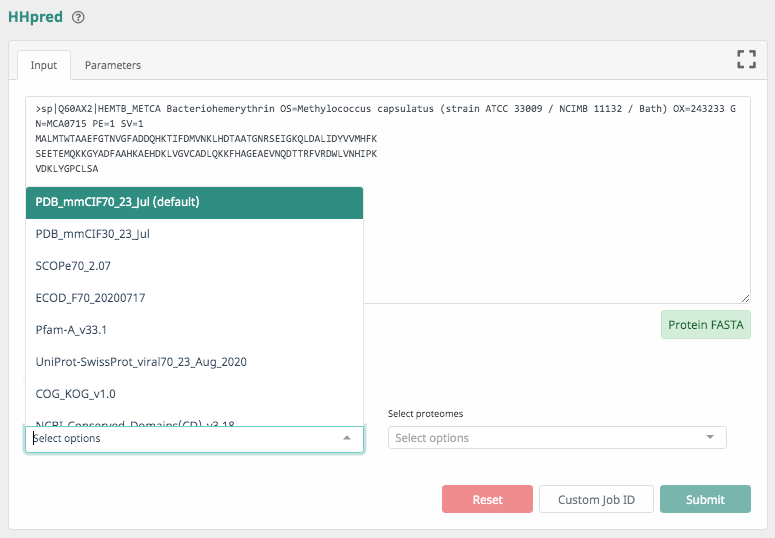 HHpred
Input
Parameters
>sp|Q60AX2|HEMTB_METCA Bacteriohemerythrin OS=Methylococcus capsulatus (strain ATCC 33009 / NCIMB 11132 / Bath) OX=243233 G
N=MCA0715 PE=1 SV=1
MALMTWTAAEFGTNVGFADDQHKTIFDMVNKLHDTAATGNRSEIGKQLDALIDYVVMHFK
SEETEMQKKGYADFAAHKAEHDKLVGVCADLQKKFHAGEAEVNQDTTRFVRDWLVNHIPK
VDKLYGPCLSA
PDB_mmCIF70_23_Jul (default)
PDB_mmCIF30_23_Jul
SCOPe70_2.07
ECOD_F70_20200717
Protein FASTA
Pfam-A_v33.1
UniProt-SwissProt_viral70_23_Aug_2020
COG_KOG_v1.0
NCBI_Conserved_Domains(CD)_v3.18
Select options
Select proteomes
Select options
Reset
Custom Job ID
Submit